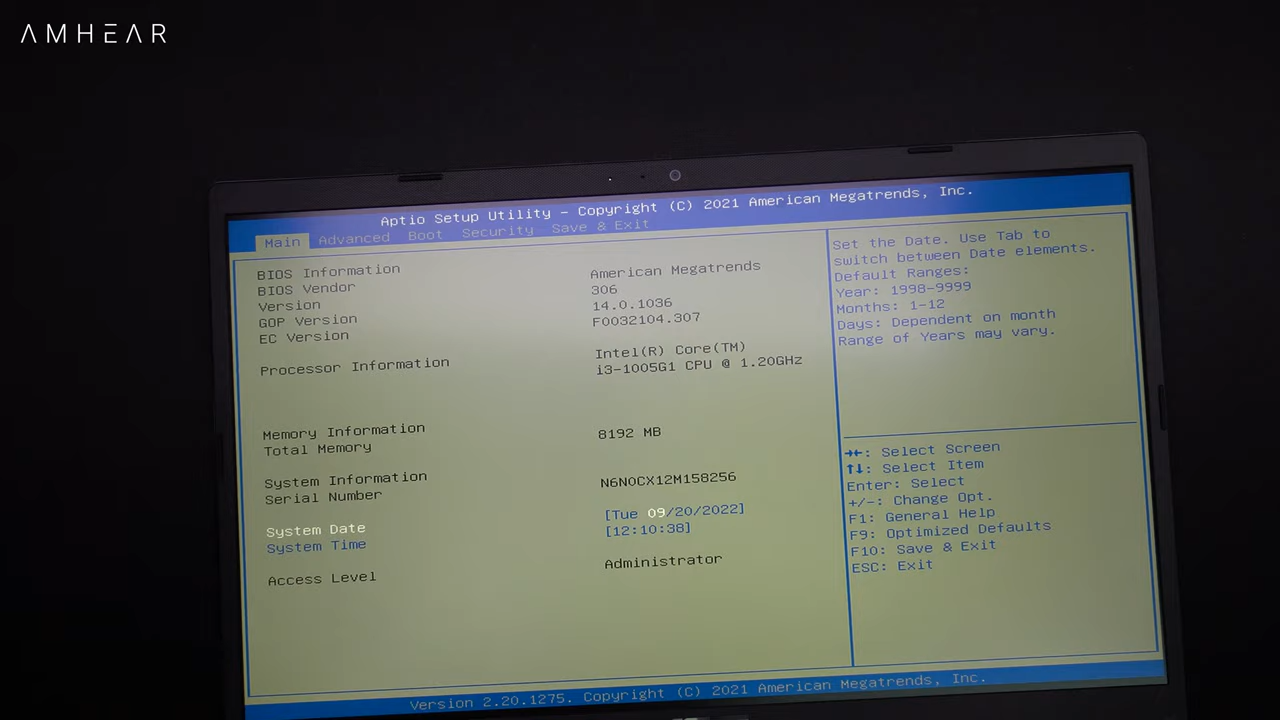 AMHEAR
Aptio Setup Utility – Copyright (C) 2021 American Megatrends, Inc.
Main Advanced Boot Security Save & Exit
BIOS Information
BIOS Vendor American Megatrends
Version 306
GOP Version 14.0.1036
EC Version F0032104.307
Processor Information Intel(R) Core(TM)
i3-1005G1 CPU @ 1.20GHz
Memory Information
Total Memory 8192 MB
System Information
Serial Number N6N0CX12M158256
System Date [Tue 09/20/2022]
System Time [12:10:38]
Access Level Administrator
Set the Date. Use Tab to
switch between Date elements.
Default Ranges:
Year: 1998-9999
Months: 1-12
Days: Dependent on month
Range of Years may vary.
→←: Select Screen
↑↓: Select Item
Enter: Select
+/-: Change Opt.
F1: General Help
F9: Optimized Defaults
F10: Save & Exit
ESC: Exit
Version 2.20.1275. Copyright (C) 2021 American Megatrends, Inc.